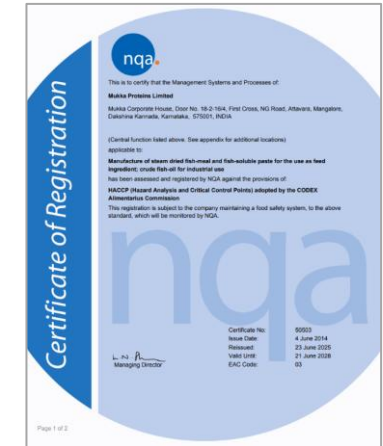 Certificate of Registration
nqa.
This is to certify that the Management Systems and Processes of:
Mukka Proteins Limited
Mukka Corporate House, Door No. 18-2-16/4, First Cross, NG Road, Attavara, Mangalore,
Dakshina Kannada, Karnataka, 575001, INDIA
(Central function listed above. See appendix for additional locations)
applicable to:
Manufacture of steam dried fish-meal and fish-soluble paste for the use as feed
ingredient; crude fish-oil for industrial use
has been assessed and registered by NQA against the provisions of:
HACCP (Hazard Analysis and Critical Control Points) adopted by the CODEX
Alimentarius Commission
This registration is subject to the company maintaining a food safety system, to the above
standard, which will be monitored by NQA.
nqa
Certificate No: 50503
Issue Date: 4 June 2014
Reissued: 23 June 2025
Valid Until: 21 June 2028
EAC Code: 03
Managing Director
Page 1 of 2